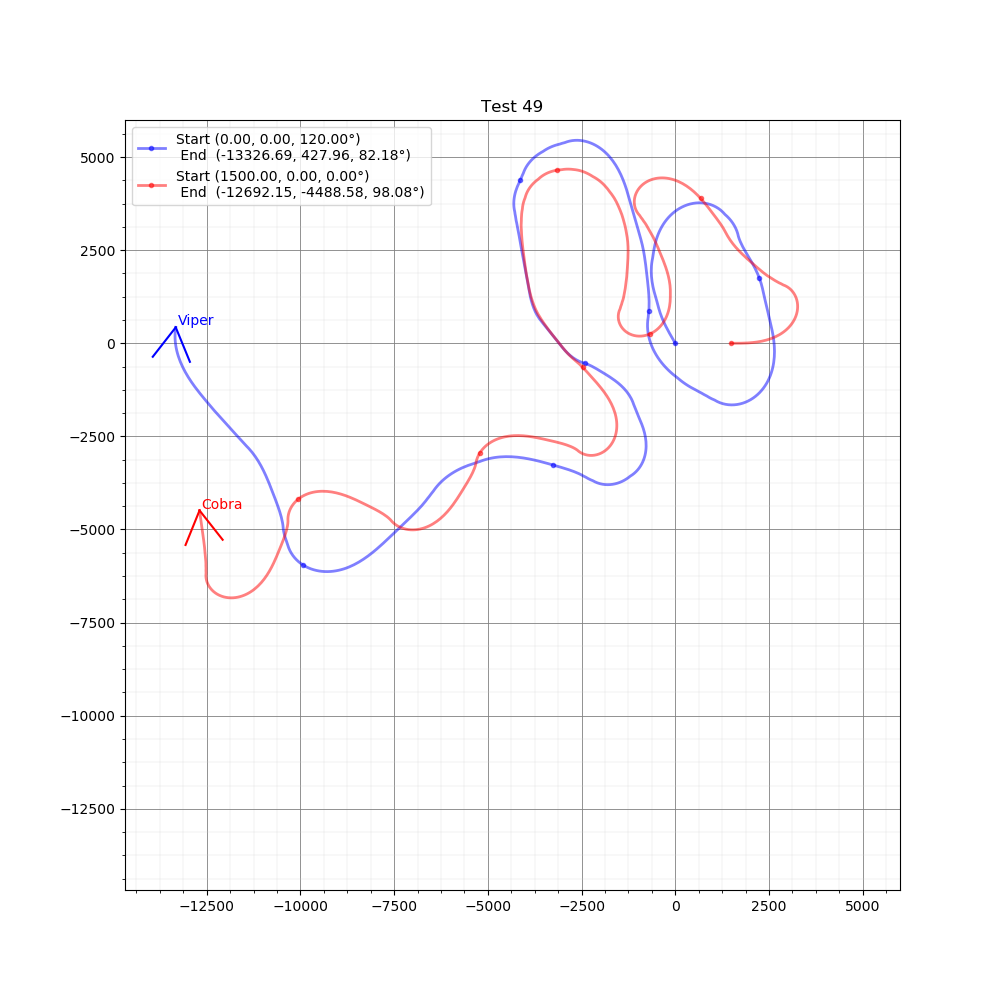 Test 49
Start (0.00, 0.00, 120.00°)
End (-13326.69, 427.96, 82.18°)
Start (1500.00, 0.00, 0.00°)
End (-12692.15, -4488.58, 98.08°)
5000
2500
0
−2500
−5000
−7500
−10000
−12500
Viper
Cobra
−12500
−10000
−7500
−5000
−2500
0
2500
5000